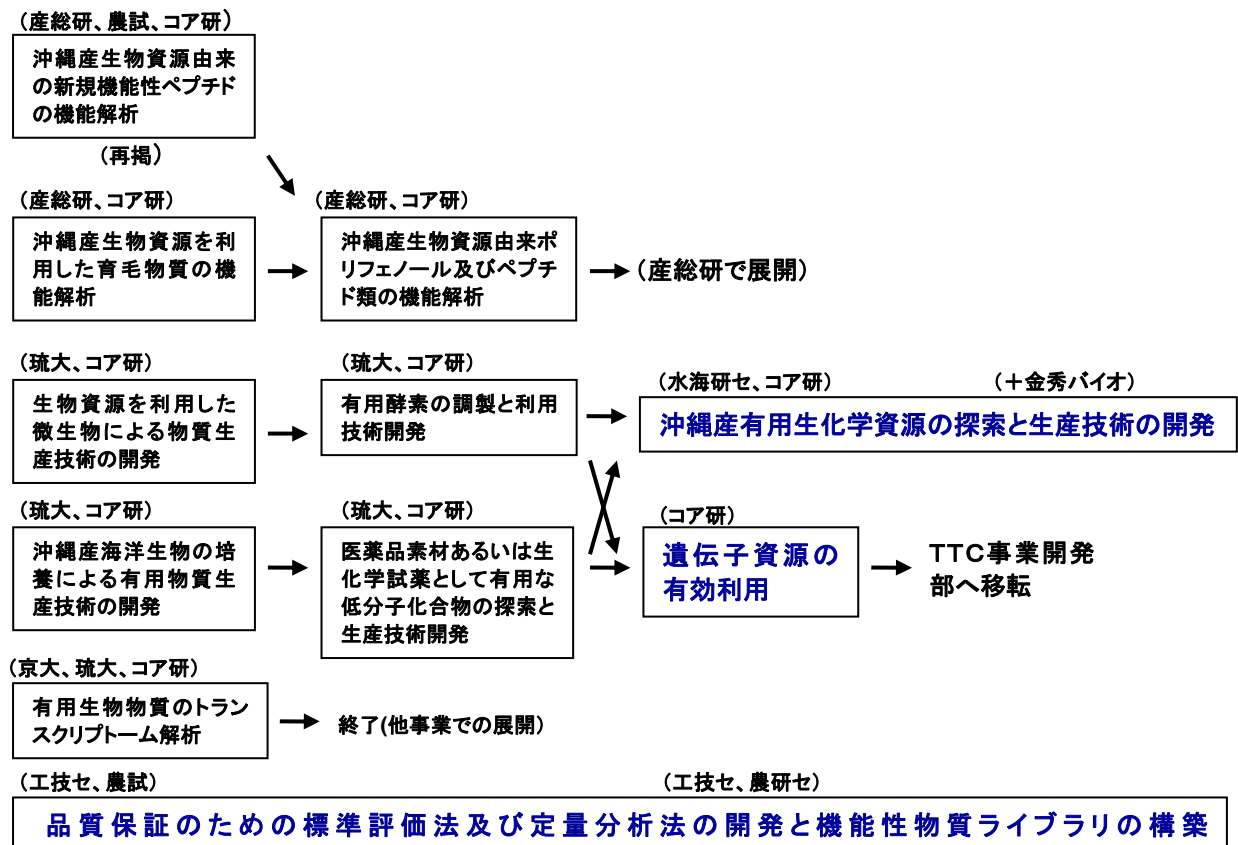 （産総研、農試、コア研）
沖縄産生物資源由来
の新規機能性ペプチド
の機能解析
（再掲）
（産総研、コア研）
沖縄産生物資源を利
用した育毛物質の機
能解析
（産総研、コア研）
沖縄産生物資源由来ポ
リフェノール及びペプチ
ド類の機能解析
（産総研で展開）
（琉大、コア研）
生物資源を利用した
微生物による物質生
産技術の開発
（琉大、コア研）
有用酵素の調製と利用
技術開発
（水海研セ、コア研）
（＋金秀バイオ）
沖縄産有用生化学資源の探索と生産技術の開発
（琉大、コア研）
沖縄産海洋生物の培
養による有用物質生
産技術の開発
（琉大、コア研）
医薬品素材あるいは生
化学試薬として有用な
低分子化合物の探索と
生産技術開発
（コア研）
遺伝子資源の
有効利用
ＴＴＣ事業開発
部へ移転
（京大、琉大、コア研）
有用生物物質のトラン
スクリプトーム解析
終了(他事業での展開）
（工技セ、農試）
（工技セ、農研セ）
品質保証のための標準評価法及び定量分析法の開発と機能性物質ライブラリの構築